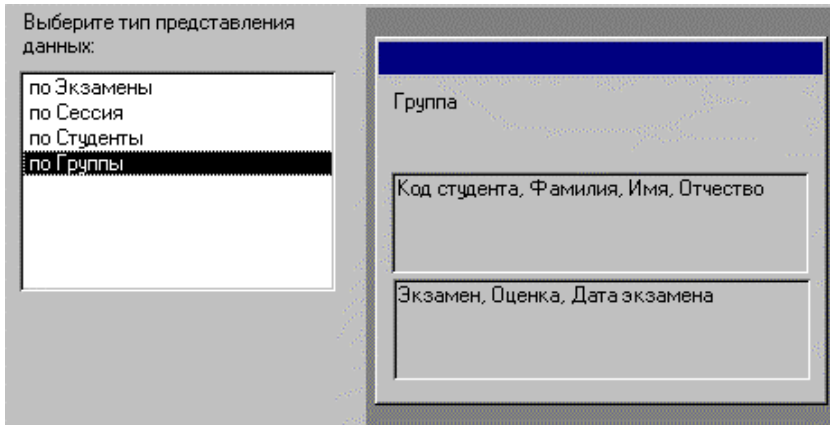 Выберите тип представления
данных:
по Экзамены
по Сессия
по Студенты
по Группы
Группа
Код студента, Фамилия, Имя, Отчество
Экзамен, Оценка, Дата экзамена